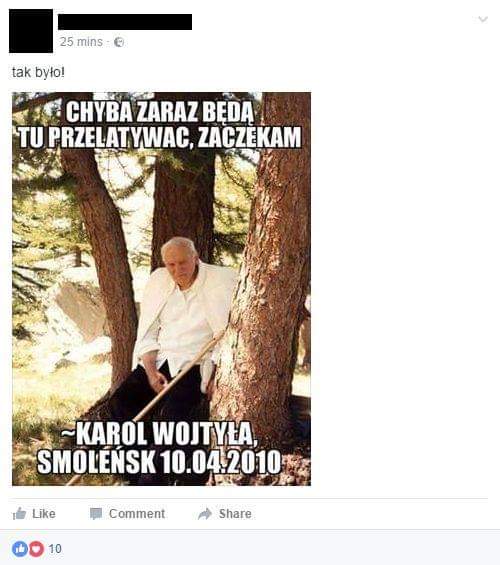 25 mins ·
tak było!
CHYBA ZARAZ BĘDĄ
TU PRZELATYWAC, ZACZEKAM
~KAROL WOJTYŁA,
SMOLEŃSK 10.04.2010
Like Comment Share
10